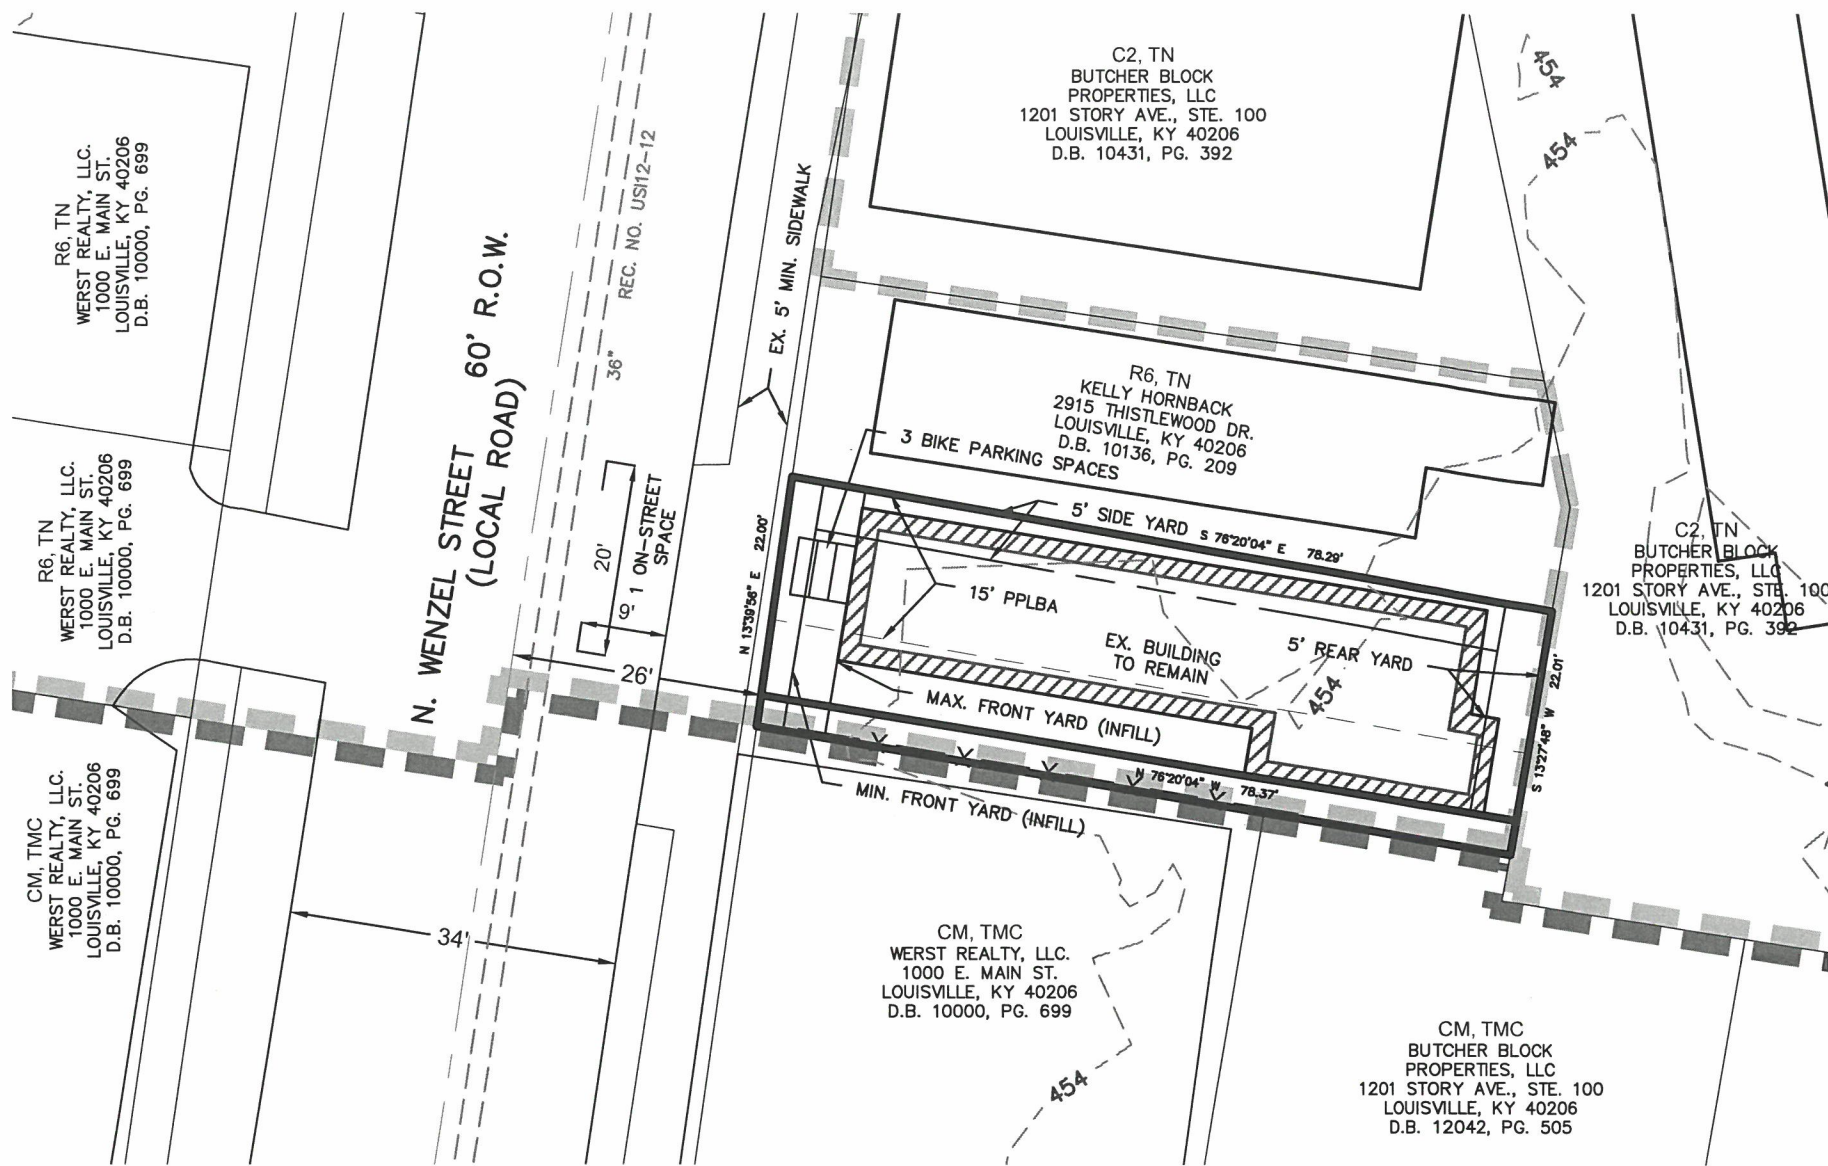 C2, TN
BUTCHER BLOCK
PROPERTIES, LLC
1201 STORY AVE., STE. 100
LOUISVILLE, KY 40206
D.B. 10431, PG. 392
454
454
R6, TN
WERST REALTY, LLC.
1000 E. MAIN ST.
LOUISVILLE, KY 40206
D.B. 10000, PG. 699
REC. NO. USI12-12
36"
EX. 5' MIN. SIDEWALK
N. WENZEL STREET 60' R.O.W.
(LOCAL ROAD)
R6, TN
KELLY HORNBACK
2915 THISTLEWOOD DR.
LOUISVILLE, KY 40206
D.B. 10136, PG. 209
3 BIKE PARKING SPACES
5' SIDE YARD
S 76°20'04" E 78.29'
R6, TN
WERST REALTY, LLC.
1000 E. MAIN ST.
LOUISVILLE, KY 40206
D.B. 10000, PG. 699
20'
9'
1 ON-STREET
SPACE
26'
N 13°39'56" E 22.00'
15' PPLBA
EX. BUILDING
TO REMAIN
5' REAR YARD
454
C2, TN
BUTCHER BLOCK
PROPERTIES, LLC
1201 STORY AVE., STE. 100
LOUISVILLE, KY 40206
D.B. 10431, PG. 392
S 13°27'48" W 22.01'
MAX. FRONT YARD (INFILL)
N 76°20'04" W 78.37'
MIN. FRONT YARD (INFILL)
CM, TMC
WERST REALTY, LLC.
1000 E. MAIN ST.
LOUISVILLE, KY 40206
D.B. 10000, PG. 699
34'
CM, TMC
WERST REALTY, LLC.
1000 E. MAIN ST.
LOUISVILLE, KY 40206
D.B. 10000, PG. 699
454
CM, TMC
BUTCHER BLOCK
PROPERTIES, LLC
1201 STORY AVE., STE. 100
LOUISVILLE, KY 40206
D.B. 12042, PG. 505